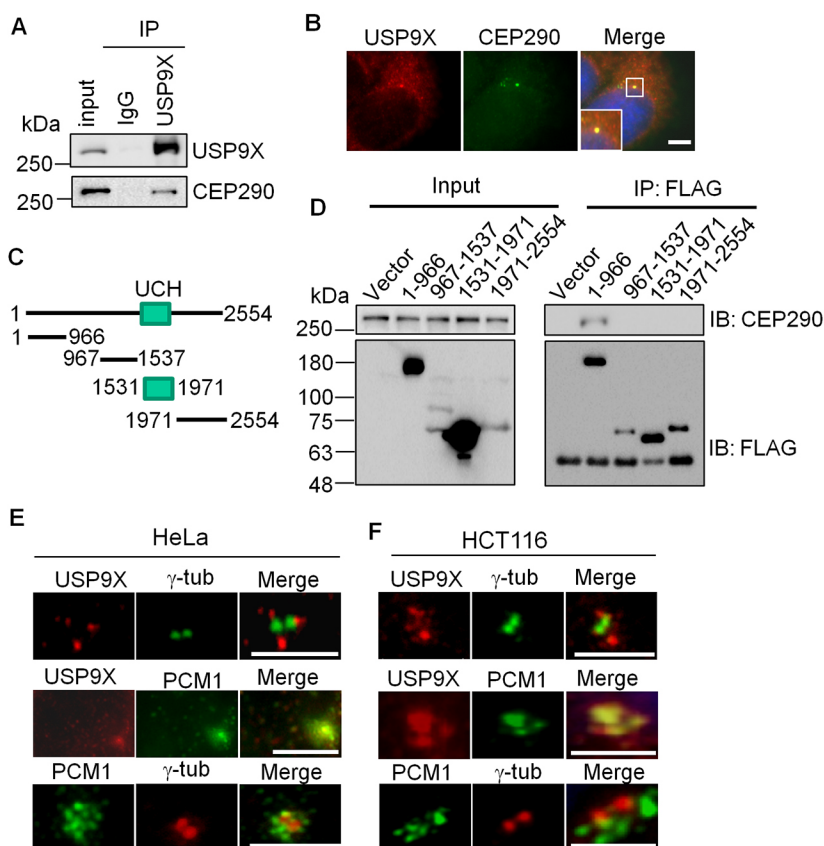 A
IP
kDa
input
IgG
USP9X
250
USP9X
250
CEP290
B
USP9X CEP290 Merge
C
UCH
1 2554
1 966
967 1537
1531 1971
1971 2554
D
Input IP: FLAG
kDa
Vector
1-966
967-1537
1531-1971
1971-2554
Vector
1-966
967-1537
1531-1971
1971-2554
250
IB: CEP290
180
100
75
63
48
IB: FLAG
E
HeLa
USP9X γ-tub Merge
USP9X PCM1 Merge
PCM1 γ-tub Merge
F
HCT116
USP9X γ-tub Merge
USP9X PCM1 Merge
PCM1 γ-tub Merge